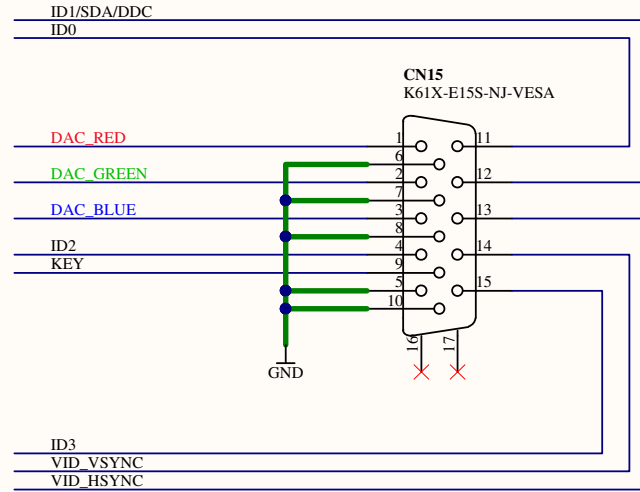 ID1/SDA/DDC
ID0
CN15
K61X-E15S-NJ-VESA
DAC_RED
1
11
6
DAC_GREEN
2
12
7
DAC_BLUE
3
13
8
ID2
4
14
KEY
9
5
15
10
16
17
GND
ID3
VID_VSYNC
VID_HSYNC